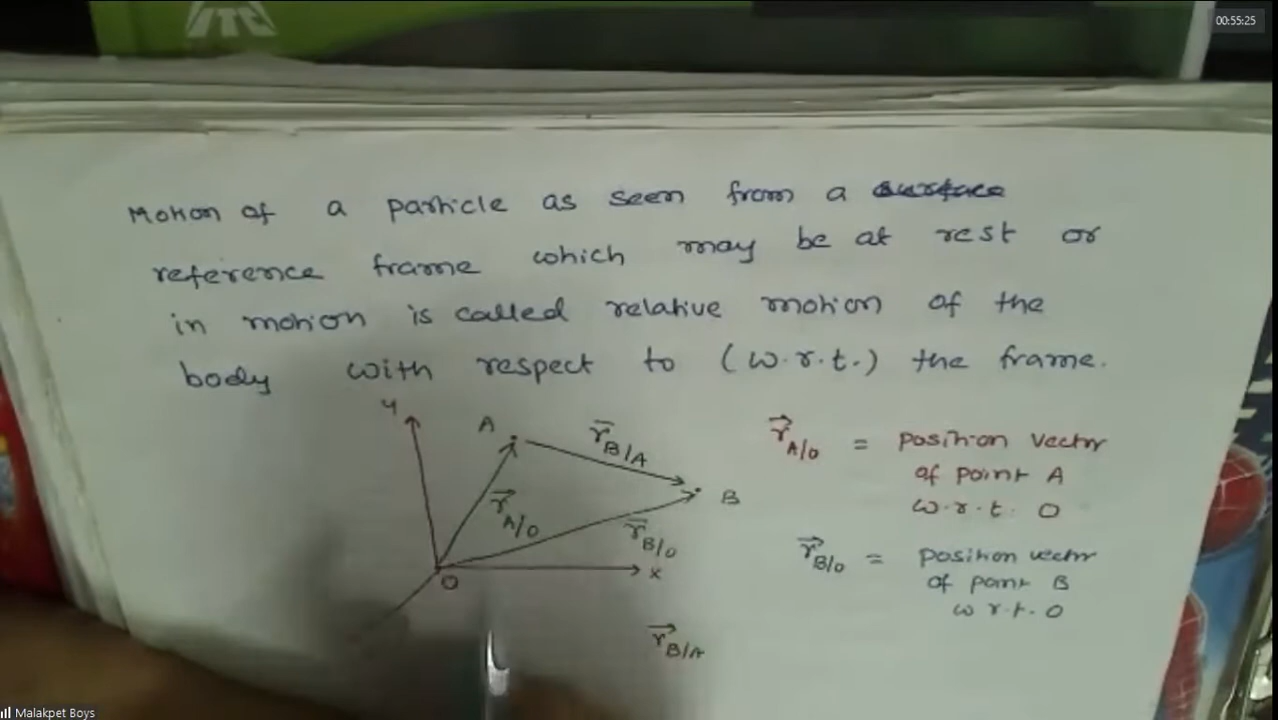 ITC
00:55:25
Motion of a particle as seen from a surface
reference frame which may be at rest or
in motion is called relative motion of the
body with respect to (w.r.t.) the frame.
y
A
r⃗ B/A
r⃗ A/O = position vector
of point A
w.r.t. O
B
r⃗ A/O
r⃗ B/O
O
x
r⃗ B/O = position vector
of point B
w r.t. O
r⃗ B/A
Malakpet Boys